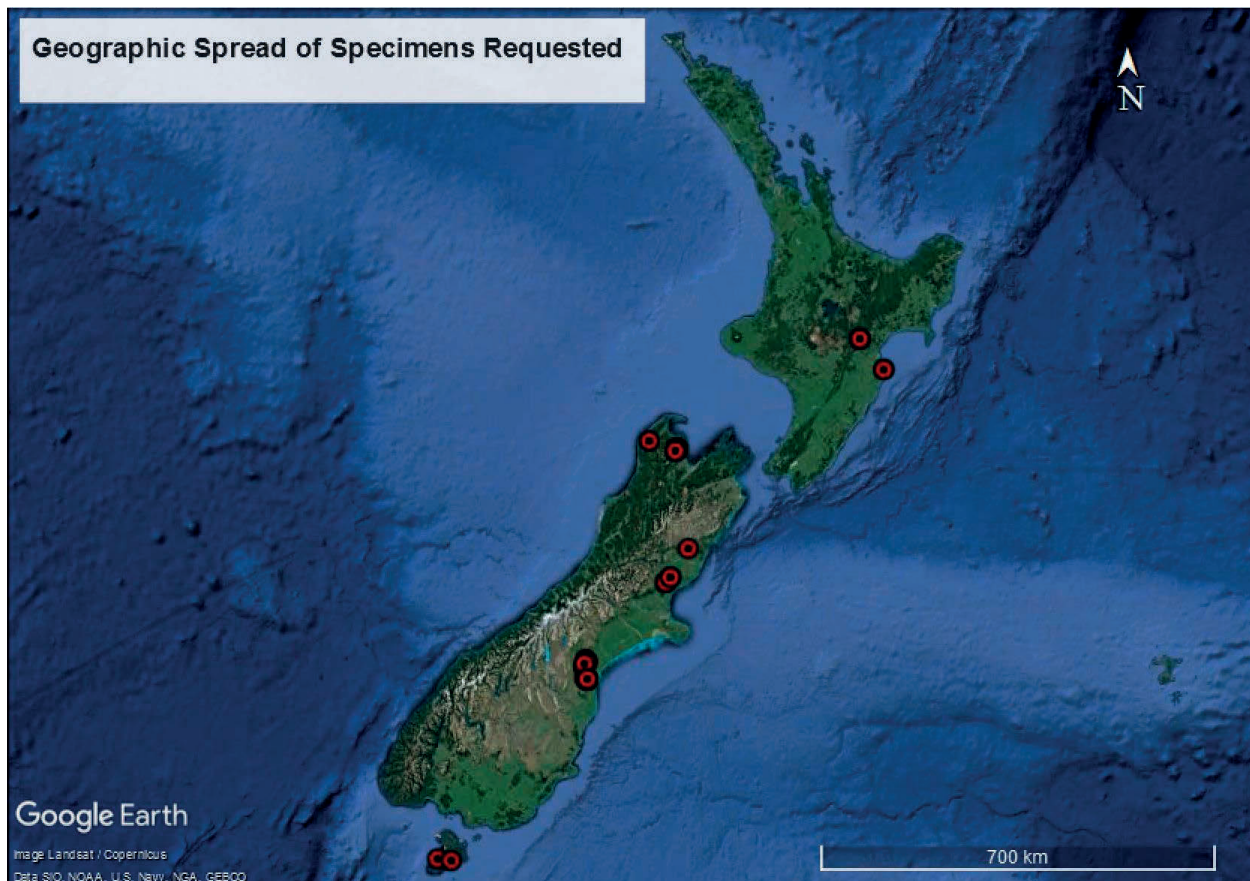 Geographic Spread of Specimens Requested
N
Google Earth
Image Landsat / Copernicus
Data SIO, NOAA, U.S. Navy, NGA, GEBCO
700 km